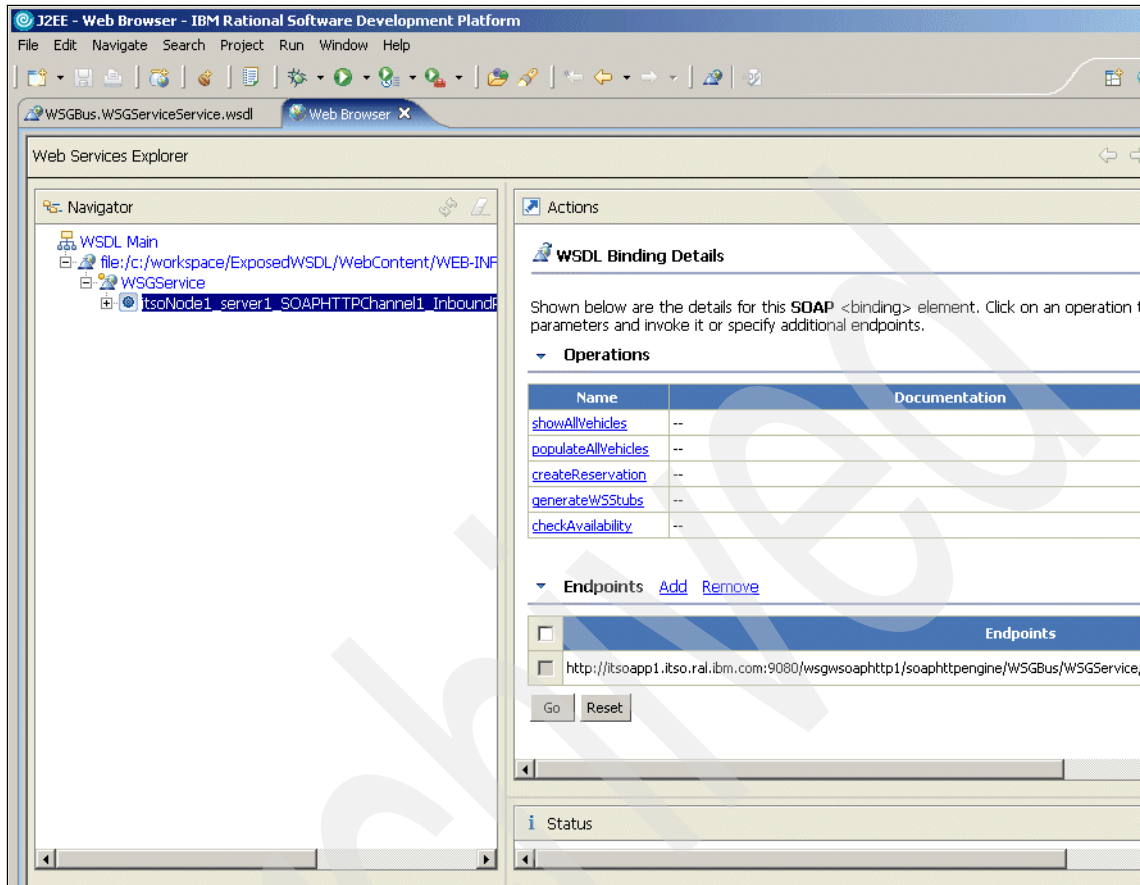 J2EE - Web Browser - IBM Rational Software Development Platform
File Edit Navigate Search Project Run Window Help
WSGBus.WSGServiceService.wsdl Web Browser
Web Services Explorer
Navigator
WSDL Main
file:/c:/workspace/ExposedWSDL/WebContent/WEB-INF
WSGService
itsoNode1_server1_SOAPHTTPChannel1_Inbound
Actions
WSDL Binding Details
Shown below are the details for this SOAP <binding> element. Click on an operation
parameters and invoke it or specify additional endpoints.
Operations
Name Documentation
showAllVehicles --
populateAllVehicles --
createReservation --
generateWSStubs --
checkAvailability --
Endpoints Add Remove
Endpoints
http://itsoapp1.itso.ral.ibm.com:9080/wsgwsoaphttp1/soaphttpengine/WSGBus/WSGService
Go Reset
i Status